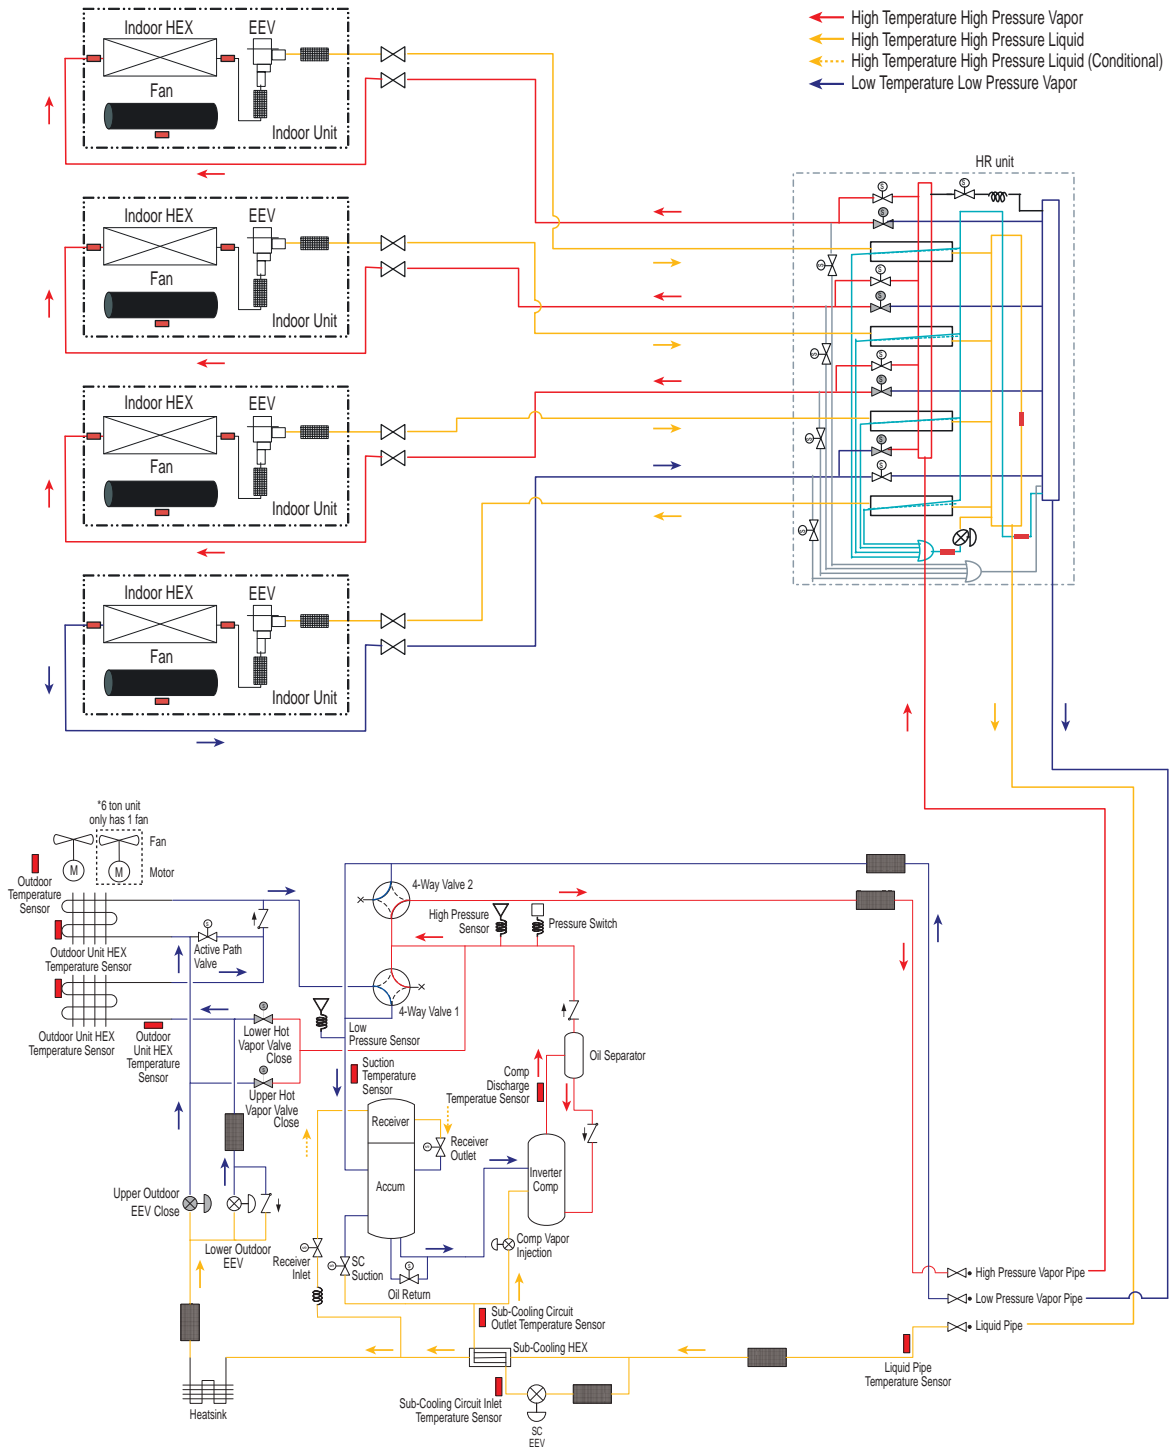 High Temperature High Pressure Vapor
High Temperature High Pressure Liquid
High Temperature High Pressure Liquid (Conditional)
Low Temperature Low Pressure Vapor
Indoor HEX
EEV
Fan
Indoor Unit
HR unit
S
S
S
S
S
S
S
S
S
S
S
S
S
Indoor HEX
EEV
Fan
Indoor Unit
Indoor HEX
EEV
Fan
Indoor Unit
Indoor HEX
EEV
Fan
Indoor Unit
*6 ton unit
only has 1 fan
Fan
Motor
M
M
Outdoor
Temperature
Sensor
4-Way Valve 2
High Pressure
Sensor
Pressure Switch
S
Outdoor Unit HEX
Temperature Sensor
Active Path
Valve
4-Way Valve 1
Outdoor Unit HEX
Temperature Sensor
Outdoor
Unit HEX
Temperature
Sensor
Lower Hot
Vapor Valve
Close
Low
Pressure Sensor
Upper Hot
Vapor Valve
Close
Suction
Temperature
Sensor
Oil Separator
Comp
Discharge
Temperatue Sensor
Receiver
Accum
S
Receiver
Outlet
Inverter
Comp
Upper Outdoor
EEV Close
Lower Outdoor
EEV
S
Receiver
Inlet
S
SC
Suction
S
Oil Return
Comp Vapor
Injection
High Pressure Vapor Pipe
Low Pressure Vapor Pipe
Liquid Pipe
Sub-Cooling Circuit
Outlet Temperature Sensor
Sub-Cooling HEX
Liquid Pipe
Temperature Sensor
Heatsink
Sub-Cooling Circuit Inlet
Temperature Sensor
SC
EEV